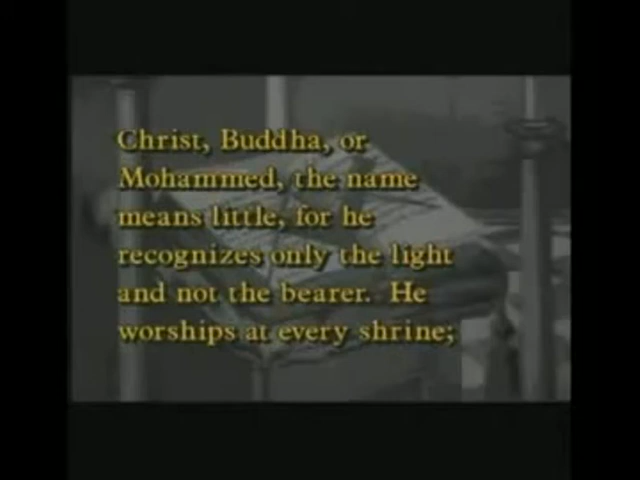 Christ, Buddha, or
Mohammed, the name
means little, for he
recognizes only the light
and not the bearer.  He
worships at every shrine;